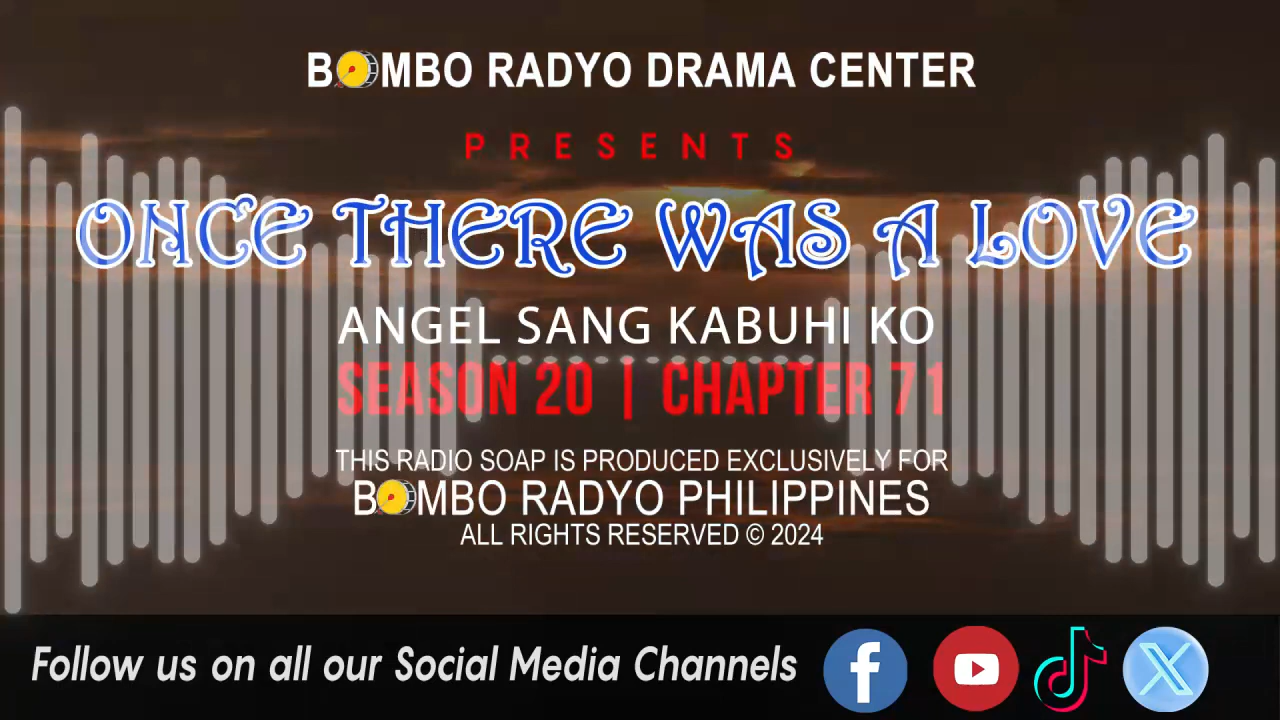 BOMBO RADYO DRAMA CENTER
PRESENTS
ONCE THERE WAS A LOVE
ANGEL SANG KABUHI KO
SEASON 20 | CHAPTER 71
THIS RADIO SOAP IS PRODUCED EXCLUSIVELY FOR
BOMBO RADYO PHILIPPINES
ALL RIGHTS RESERVED © 2024
Follow us on all our Social Media Channels